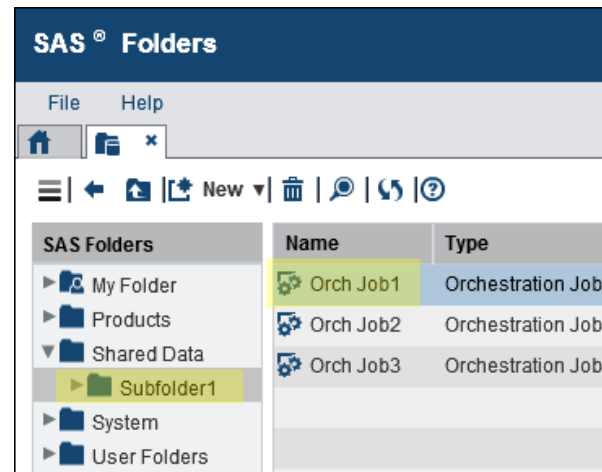 SAS ® Folders
File Help
New
SAS Folders
My Folder
Products
Shared Data
Subfolder1
System
User Folders
Name Type
Orch Job1 Orchestration Job
Orch Job2 Orchestration Job
Orch Job3 Orchestration Job